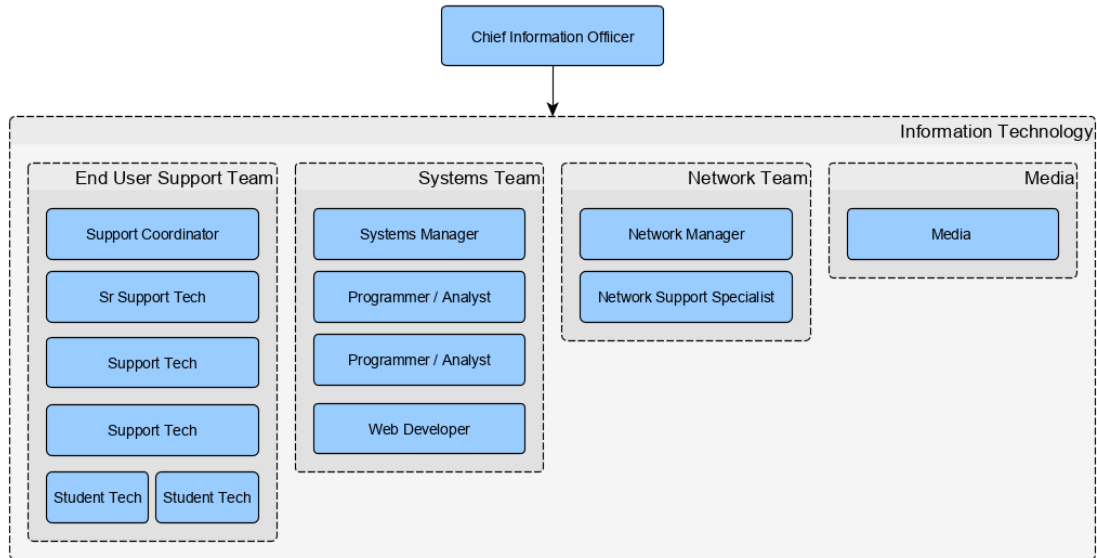 Chief Information Offiicer
Information Technology
End User Support Team
Support Coordinator
Sr Support Tech
Support Tech
Support Tech
Student Tech
Student Tech
Systems Team
Systems Manager
Programmer / Analyst
Programmer / Analyst
Web Developer
Network Team
Network Manager
Network Support Specialist
Media
Media